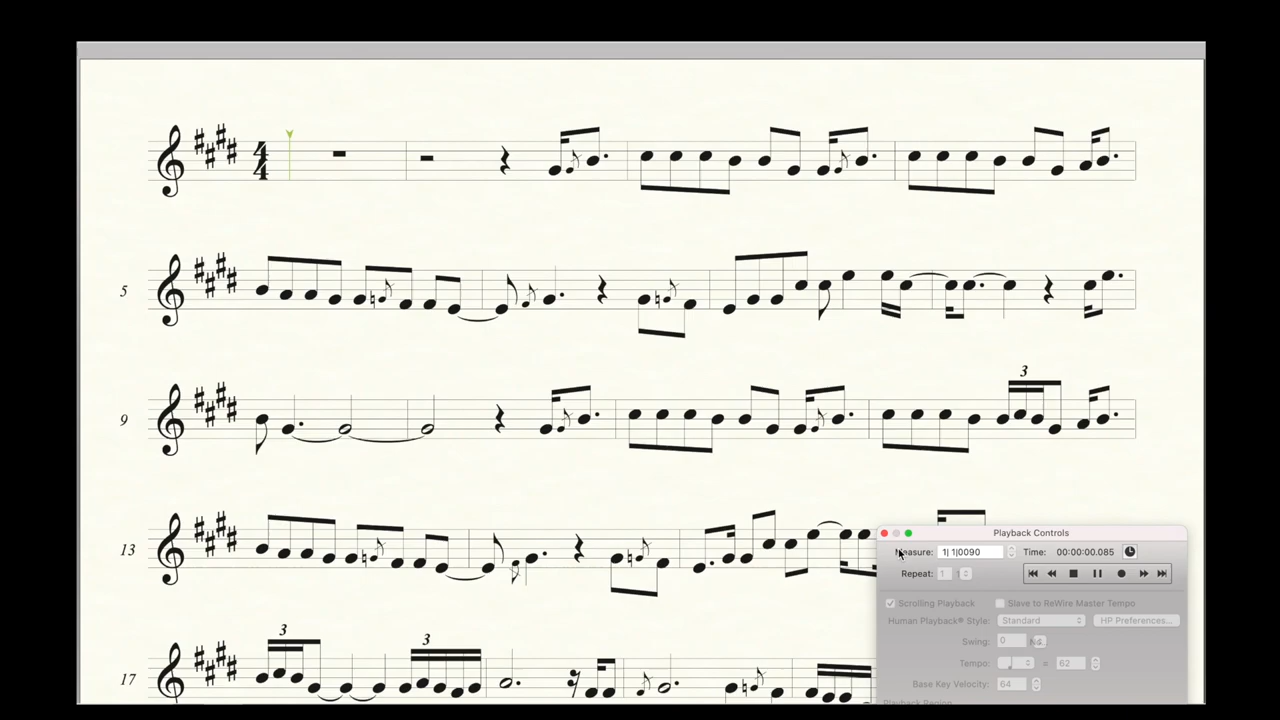 4
4
5
9
3
13
Playback Controls
Measure: 1| 1|0090 Time: 00:00:00.085
Repeat: 1
Scrolling Playback Slave to ReWire Master Tempo
Human Playback® Style: Standard HP Preferences...
3
3
Swing: 0
17
Tempo: = 62
Base Key Velocity: 64
Playback Region